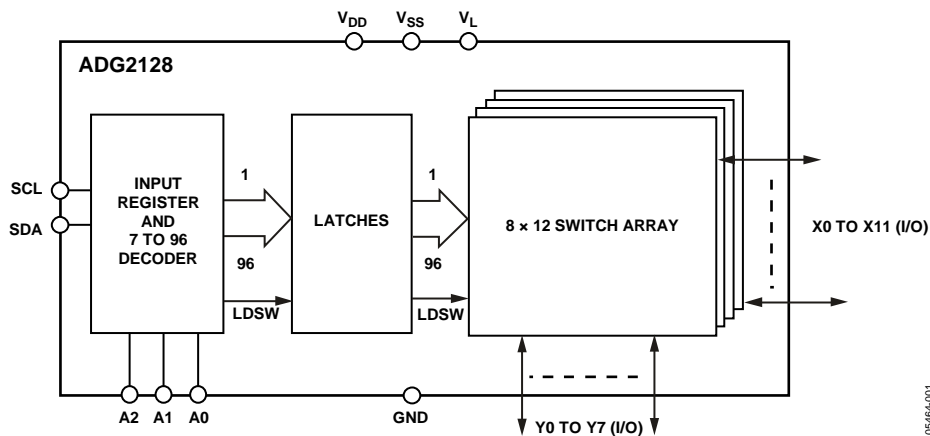 VDD VSS VL
ADG2128
SCL
SDA
INPUT
REGISTER
AND
7 TO 96
DECODER
1
96
LDSW
LATCHES
1
96
LDSW
8 × 12 SWITCH ARRAY
X0 TO X11 (I/O)
A2 A1 A0
GND
Y0 TO Y7 (I/O)
05464-001